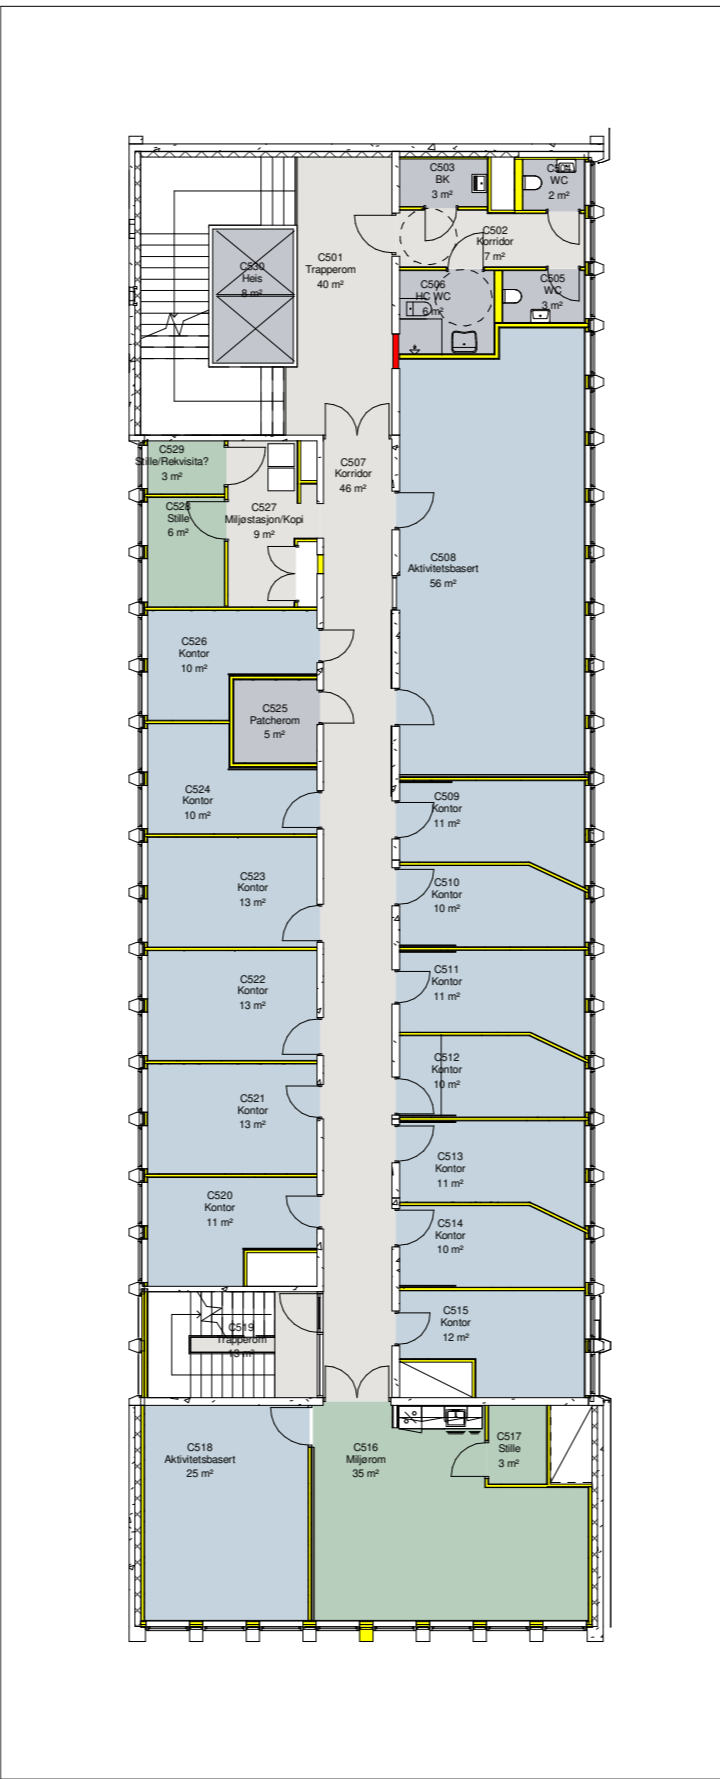 C503
BK
3 m²
C504
WC
2 m²
C502
Korridor
7 m²
C501
Trapperom
40 m²
C530
Heis
8 m²
C506
HC WC
6 m²
C505
WC
3 m²
C529
Stille/Rekvisita?
3 m²
C507
Korridor
46 m²
C528
Stille
6 m²
C527
Miljøstasjon/Kopi
9 m²
C508
Aktivitetsbasert
56 m²
C526
Kontor
10 m²
C525
Patcherom
5 m²
C524
Kontor
10 m²
C509
Kontor
11 m²
C523
Kontor
13 m²
C510
Kontor
10 m²
C522
Kontor
13 m²
C511
Kontor
11 m²
C512
Kontor
10 m²
C521
Kontor
13 m²
C513
Kontor
11 m²
C520
Kontor
11 m²
C514
Kontor
10 m²
C515
Kontor
12 m²
C519
Trapperom
13 m²
C518
Aktivitetsbasert
25 m²
C516
Miljørom
35 m²
C517
Stille
3 m²